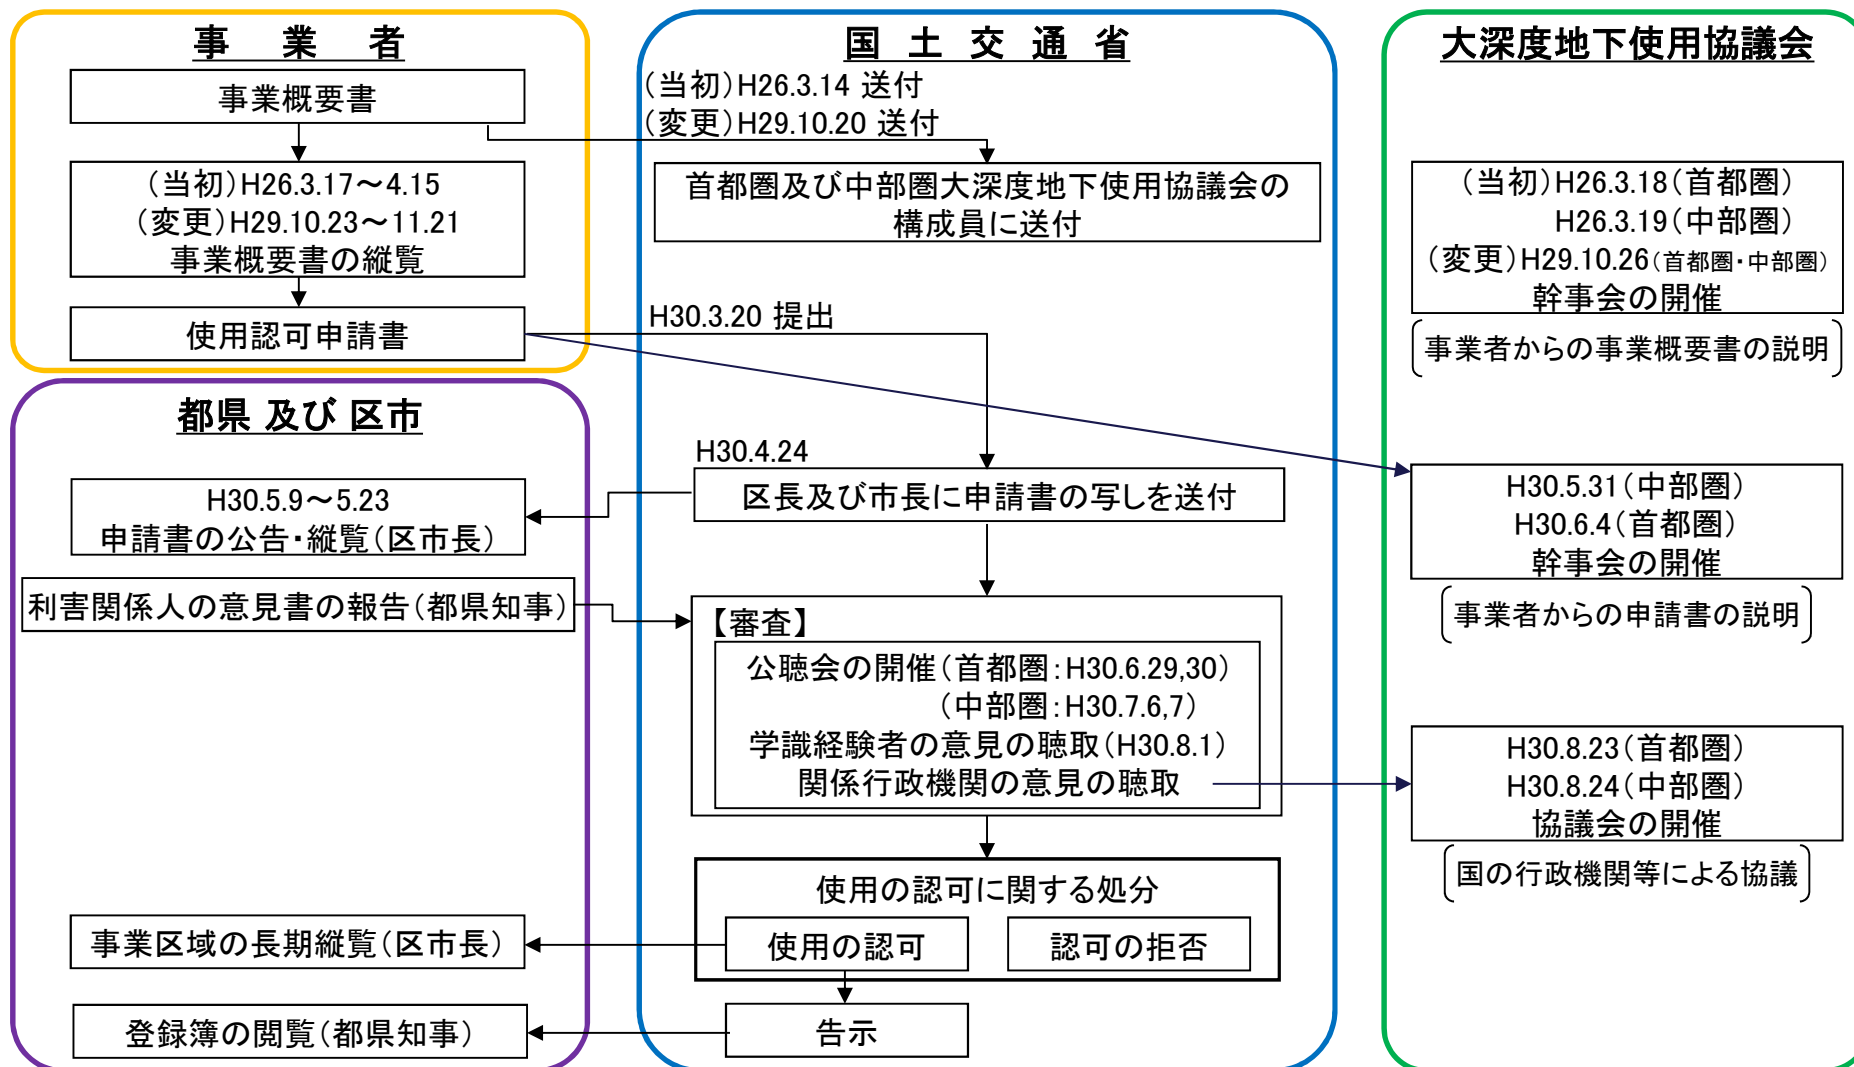 事 業 者
事業概要書
(当初)H26.3.17～4.15
(変更)H29.10.23～11.21
事業概要書の縦覧
使用認可申請書
都県 及び 区市
H30.5.9～5.23
申請書の公告・縦覧(区市長)
利害関係人の意見書の報告(都県知事)
事業区域の長期縦覧(区市長)
登録簿の閲覧(都県知事)
国 土 交 通 省
(当初)H26.3.14 送付
(変更)H29.10.20 送付
首都圏及び中部圏大深度地下使用協議会の
構成員に送付
H30.3.20 提出
H30.4.24
区長及び市長に申請書の写しを送付
【審査】
公聴会の開催(首都圏:H30.6.29,30)
(中部圏:H30.7.6,7)
学識経験者の意見の聴取(H30.8.1)
関係行政機関の意見の聴取
使用の認可に関する処分
使用の認可
認可の拒否
告示
大深度地下使用協議会
(当初)H26.3.18(首都圏)
H26.3.19(中部圏)
(変更)H29.10.26(首都圏・中部圏)
幹事会の開催
事業者からの事業概要書の説明
H30.5.31(中部圏)
H30.6.4(首都圏)
幹事会の開催
事業者からの申請書の説明
H30.8.23(首都圏)
H30.8.24(中部圏)
協議会の開催
国の行政機関等による協議